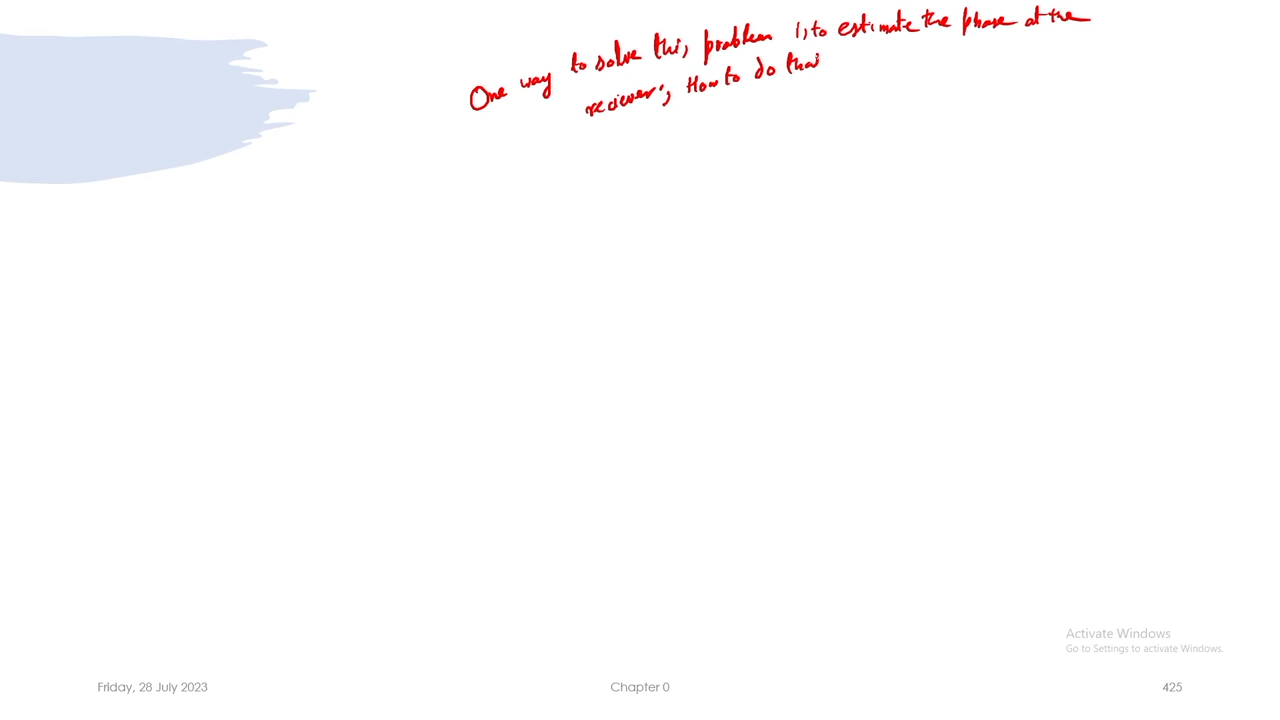 One way to solve this problem is to estimate the phase at the
reciever; How to do that
Activate Windows
Go to Settings to activate Windows.
Friday, 28 July 2023
Chapter 0
425